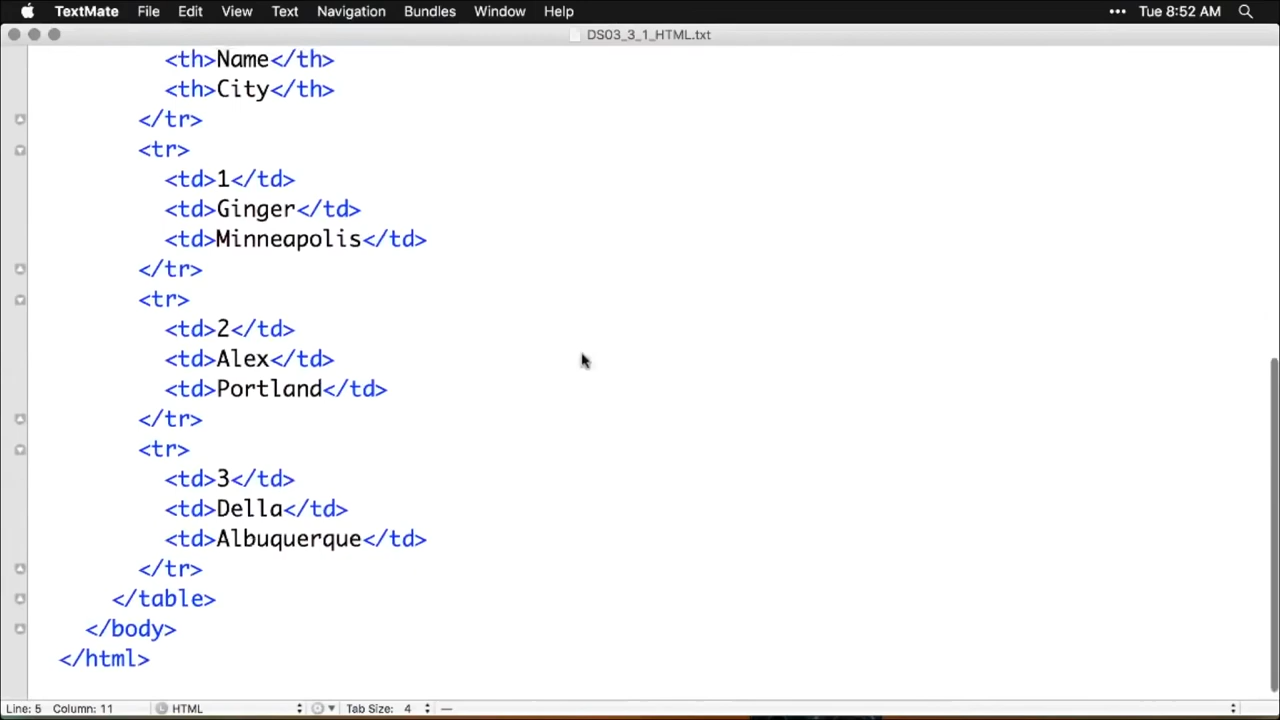 TextMate File Edit View Text Navigation Bundles Window Help ••• Tue 8:52 AM
DS03_3_1_HTML.txt
<th>Name</th>
<th>City</th>
</tr>
<tr>
<td>1</td>
<td>Ginger</td>
<td>Minneapolis</td>
</tr>
<tr>
<td>2</td>
<td>Alex</td>
<td>Portland</td>
</tr>
<tr>
<td>3</td>
<td>Della</td>
<td>Albuquerque</td>
</tr>
</table>
</body>
</html>
Line: 5 Column: 11 L HTML Tab Size: 4 —